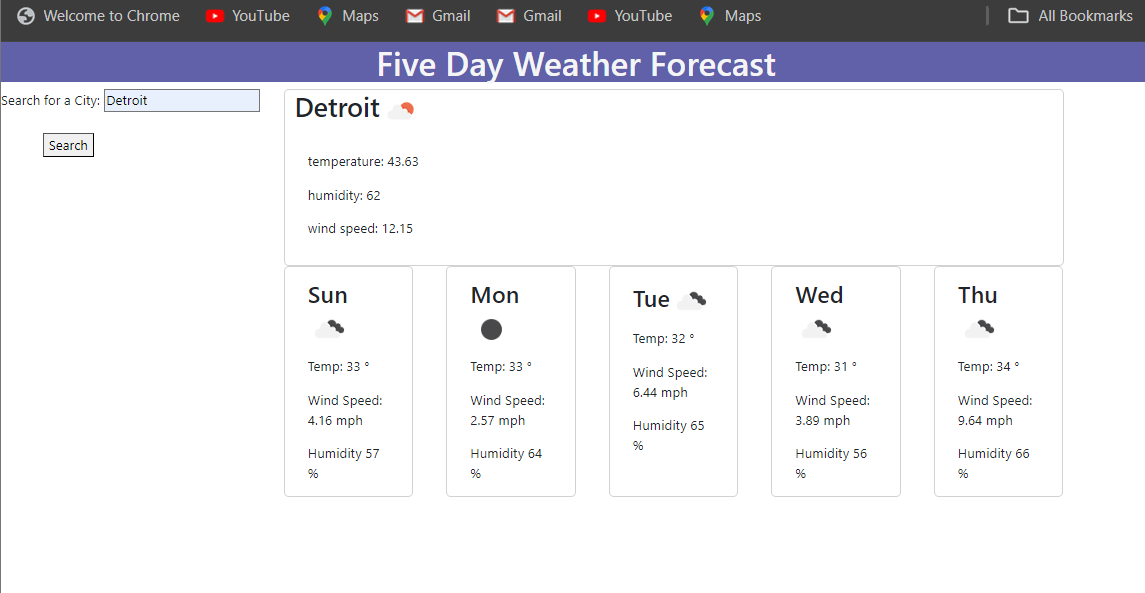 Welcome to Chrome YouTube Maps Gmail Gmail YouTube Maps All Bookmarks
Five Day Weather Forecast
Search for a City: Detroit
Search
Detroit
temperature: 43.63
humidity: 62
wind speed: 12.15
Sun
Temp: 33 °
Wind Speed:
4.16 mph
Humidity 57
%
Mon
Temp: 33 °
Wind Speed:
2.57 mph
Humidity 64
%
Tue
Temp: 32 °
Wind Speed:
6.44 mph
Humidity 65
%
Wed
Temp: 31 °
Wind Speed:
3.89 mph
Humidity 56
%
Thu
Temp: 34 °
Wind Speed:
9.64 mph
Humidity 66
%